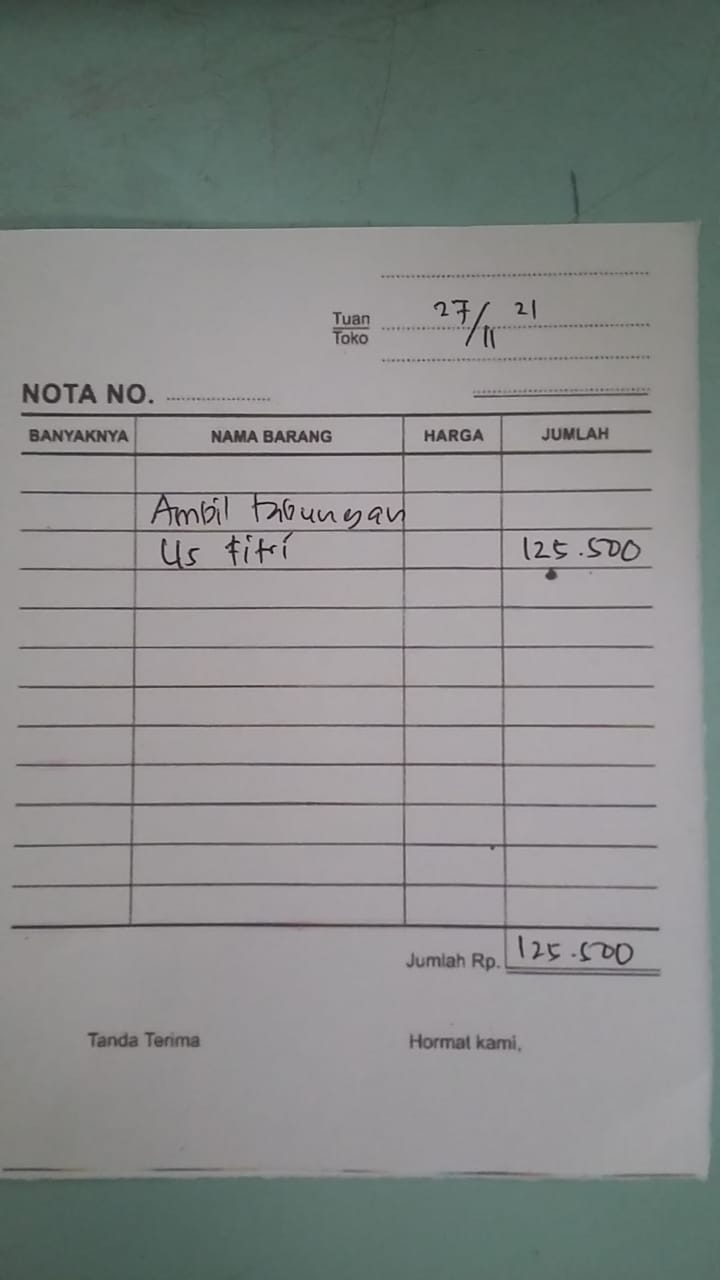 27/11 21
Tuan
Toko
NOTA NO.
BANYAKNYA NAMA BARANG HARGA JUMLAH
Ambil tabungan
Us fitri 125.500
Jumlah Rp. 125.500
Tanda Terima Hormat kami,